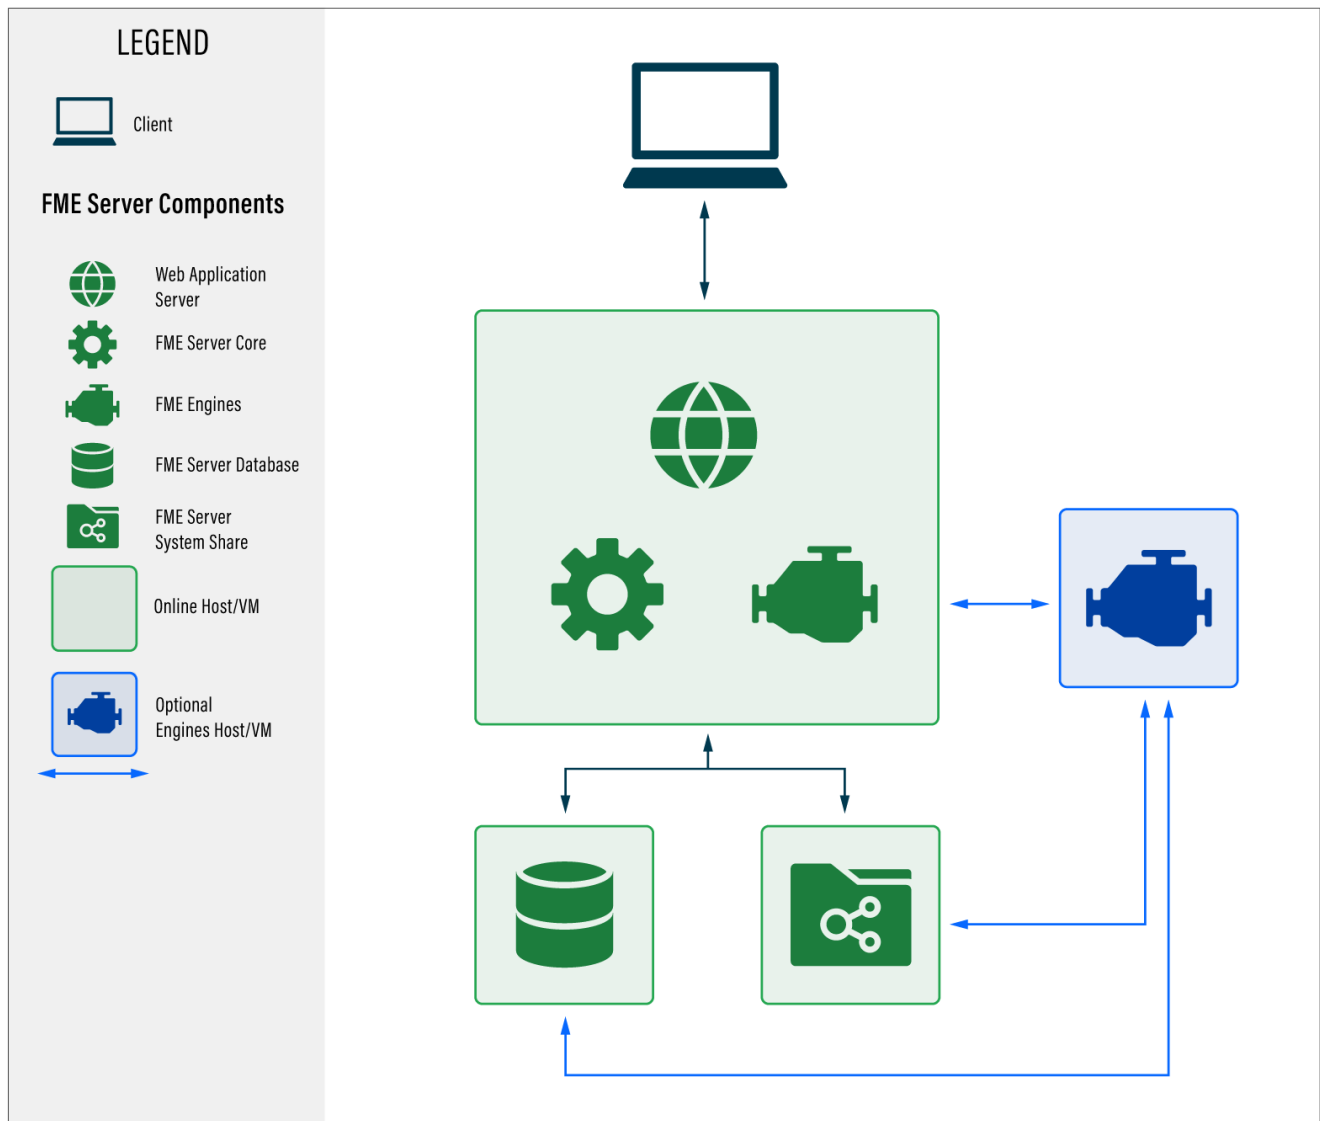 LEGEND
Client
FME Server Components
Web Application
Server
FME Server Core
FME Engines
FME Server Database
FME Server
System Share
Online Host/VM
Optional
Engines Host/VM